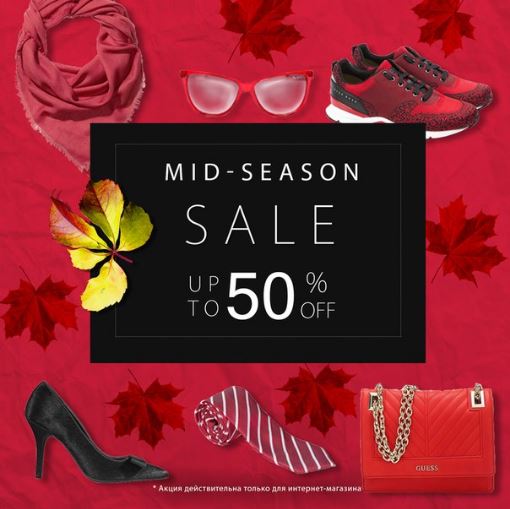 MID-SEASON
SALE
UP TO 50% OFF
GUESS
* Акция действительна только для интернет-магазина